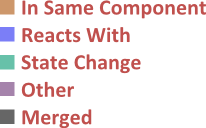 In Same Component
Reacts With
State Change
Other
Merged